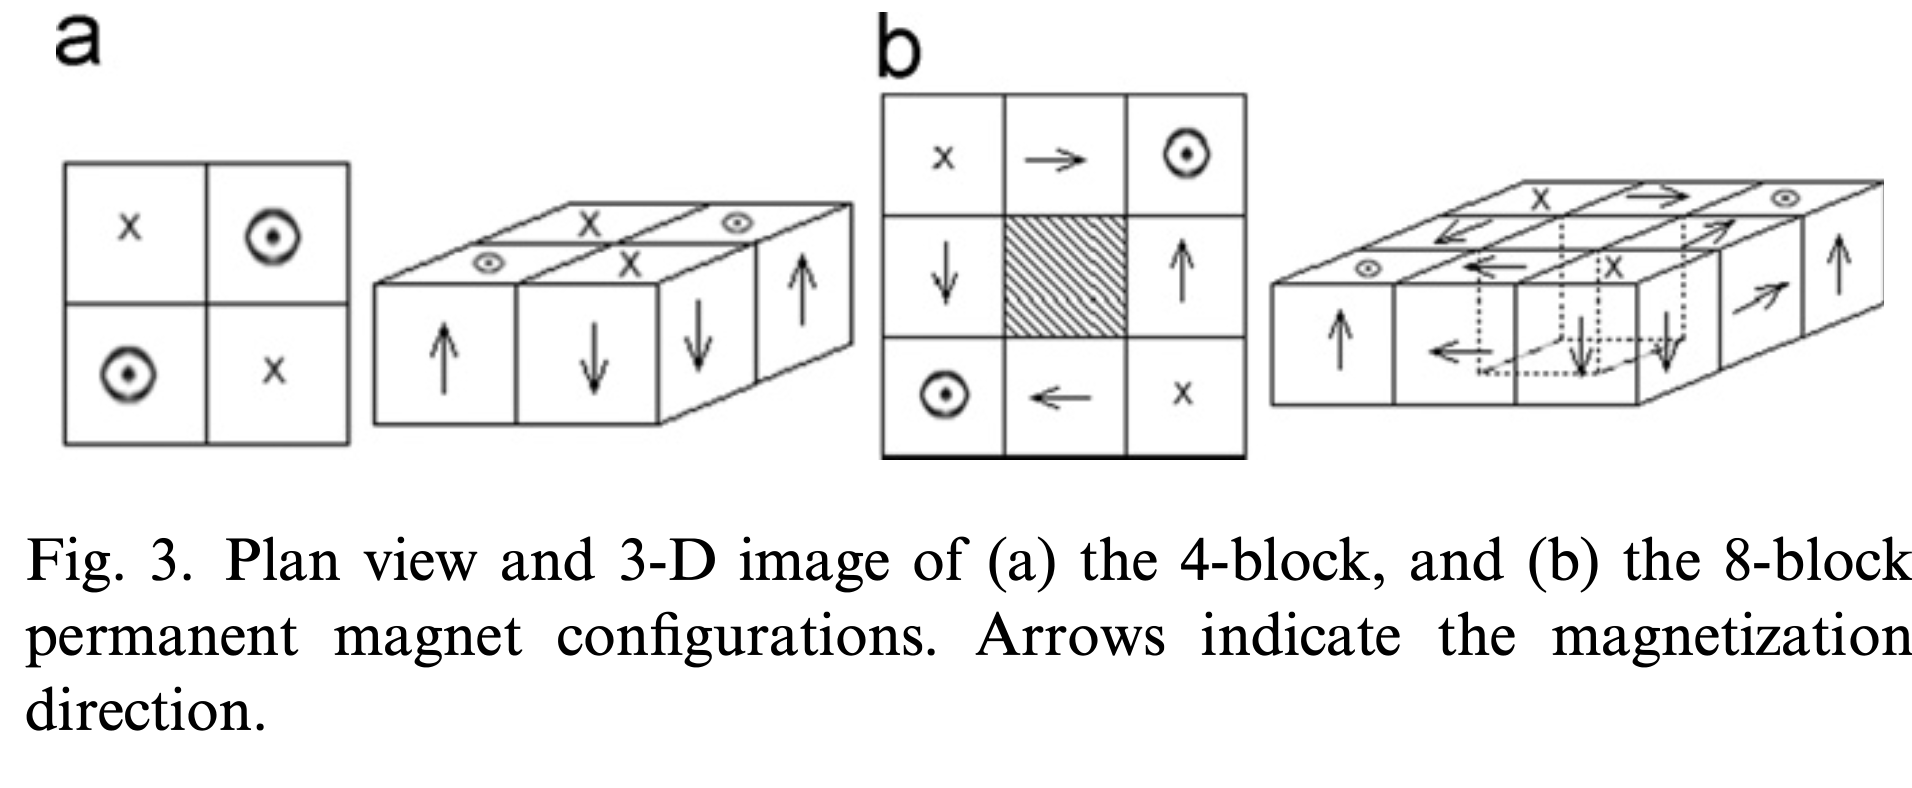 a b
x x
X
X
x
X
x
X
Fig. 3. Plan view and 3-D image of (a) the 4-block, and (b) the 8-block
permanent magnet configurations. Arrows indicate the magnetization
direction.